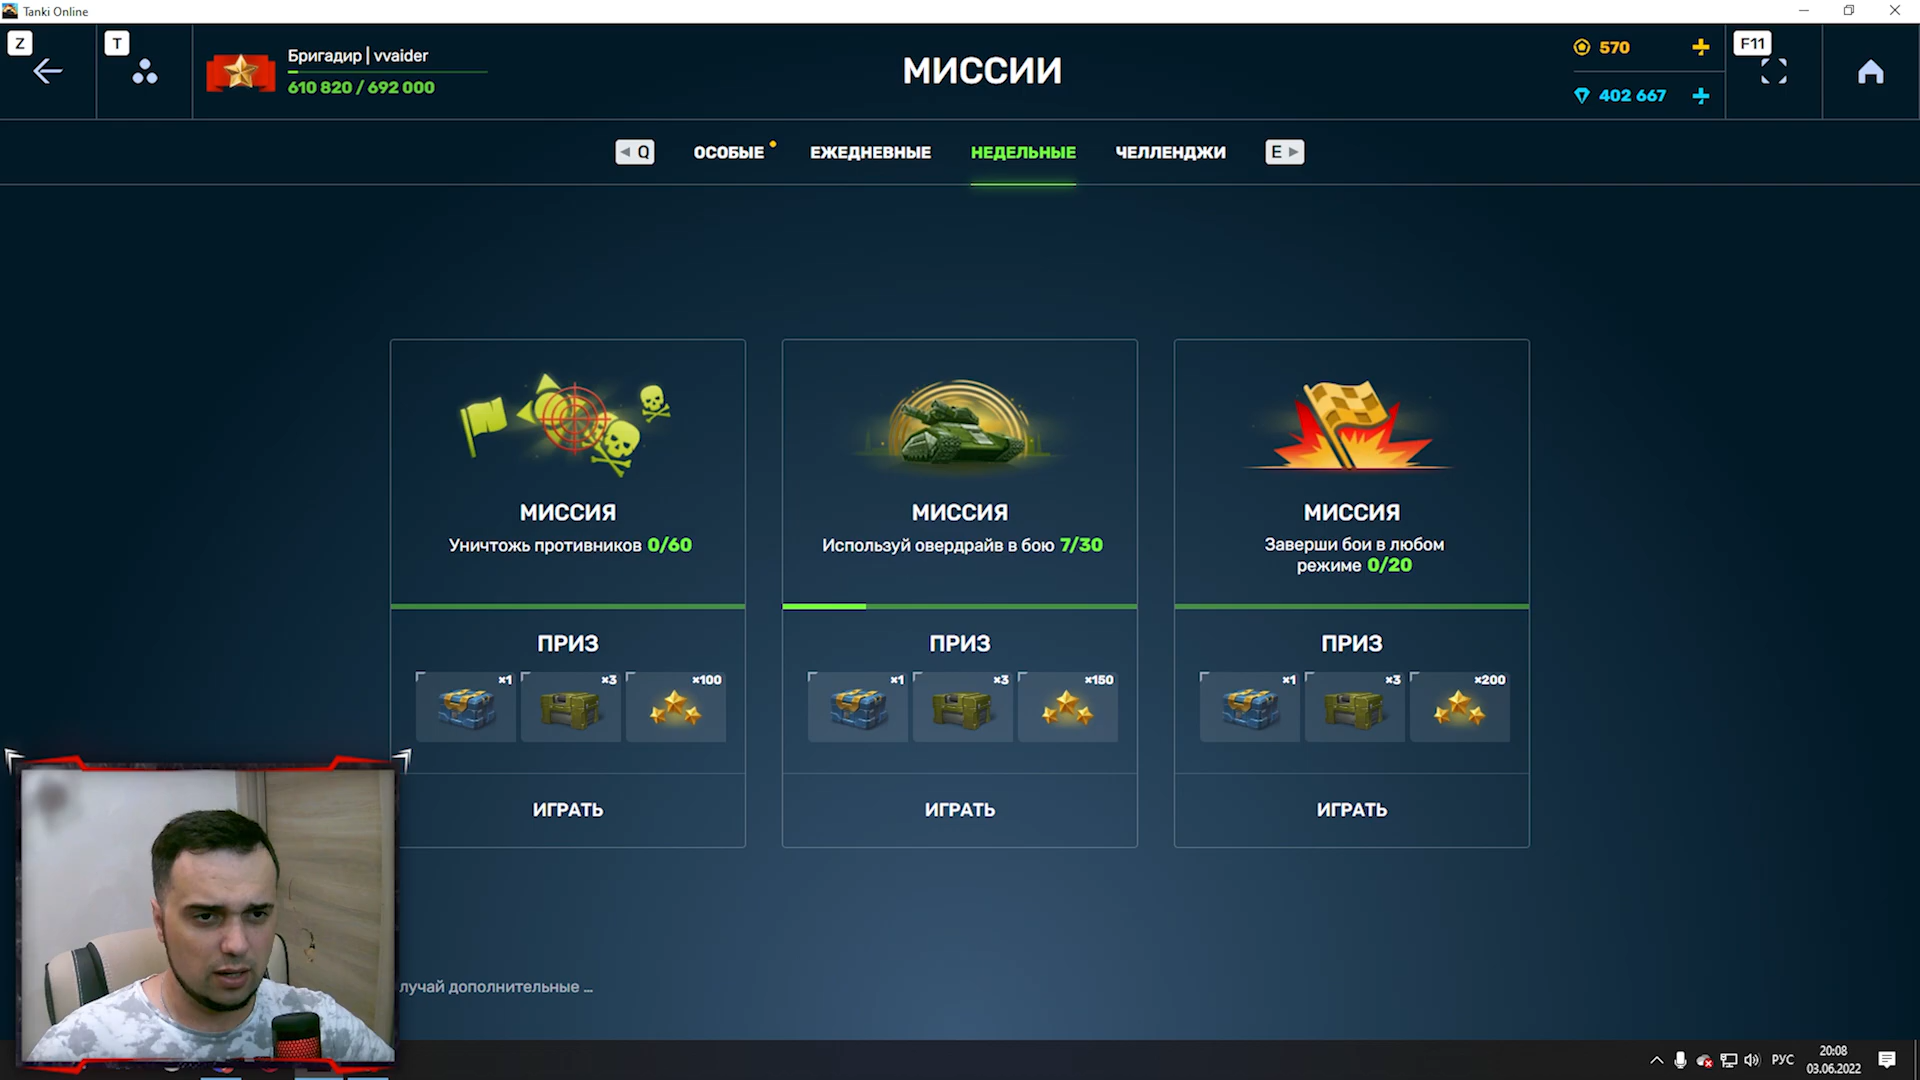 Tanki Online
Z
T
Бригадир | vvaider
610 820 / 692 000
МИССИИ
570
402 667
F11
Q
ОСОБЫЕ
ЕЖЕДНЕВНЫЕ
НЕДЕЛЬНЫЕ
ЧЕЛЛЕНДЖИ
E
МИССИЯ
Уничтожь противников 0/60
ПРИЗ
×1
×3
×100
ИГРАТЬ
МИССИЯ
Используй овердрайв в бою 7/30
ПРИЗ
×1
×3
×150
ИГРАТЬ
МИССИЯ
Заверши бои в любом
режиме 0/20
ПРИЗ
×1
×3
×200
ИГРАТЬ
лучай дополнительные ...
РУС
20:08
03.06.2022